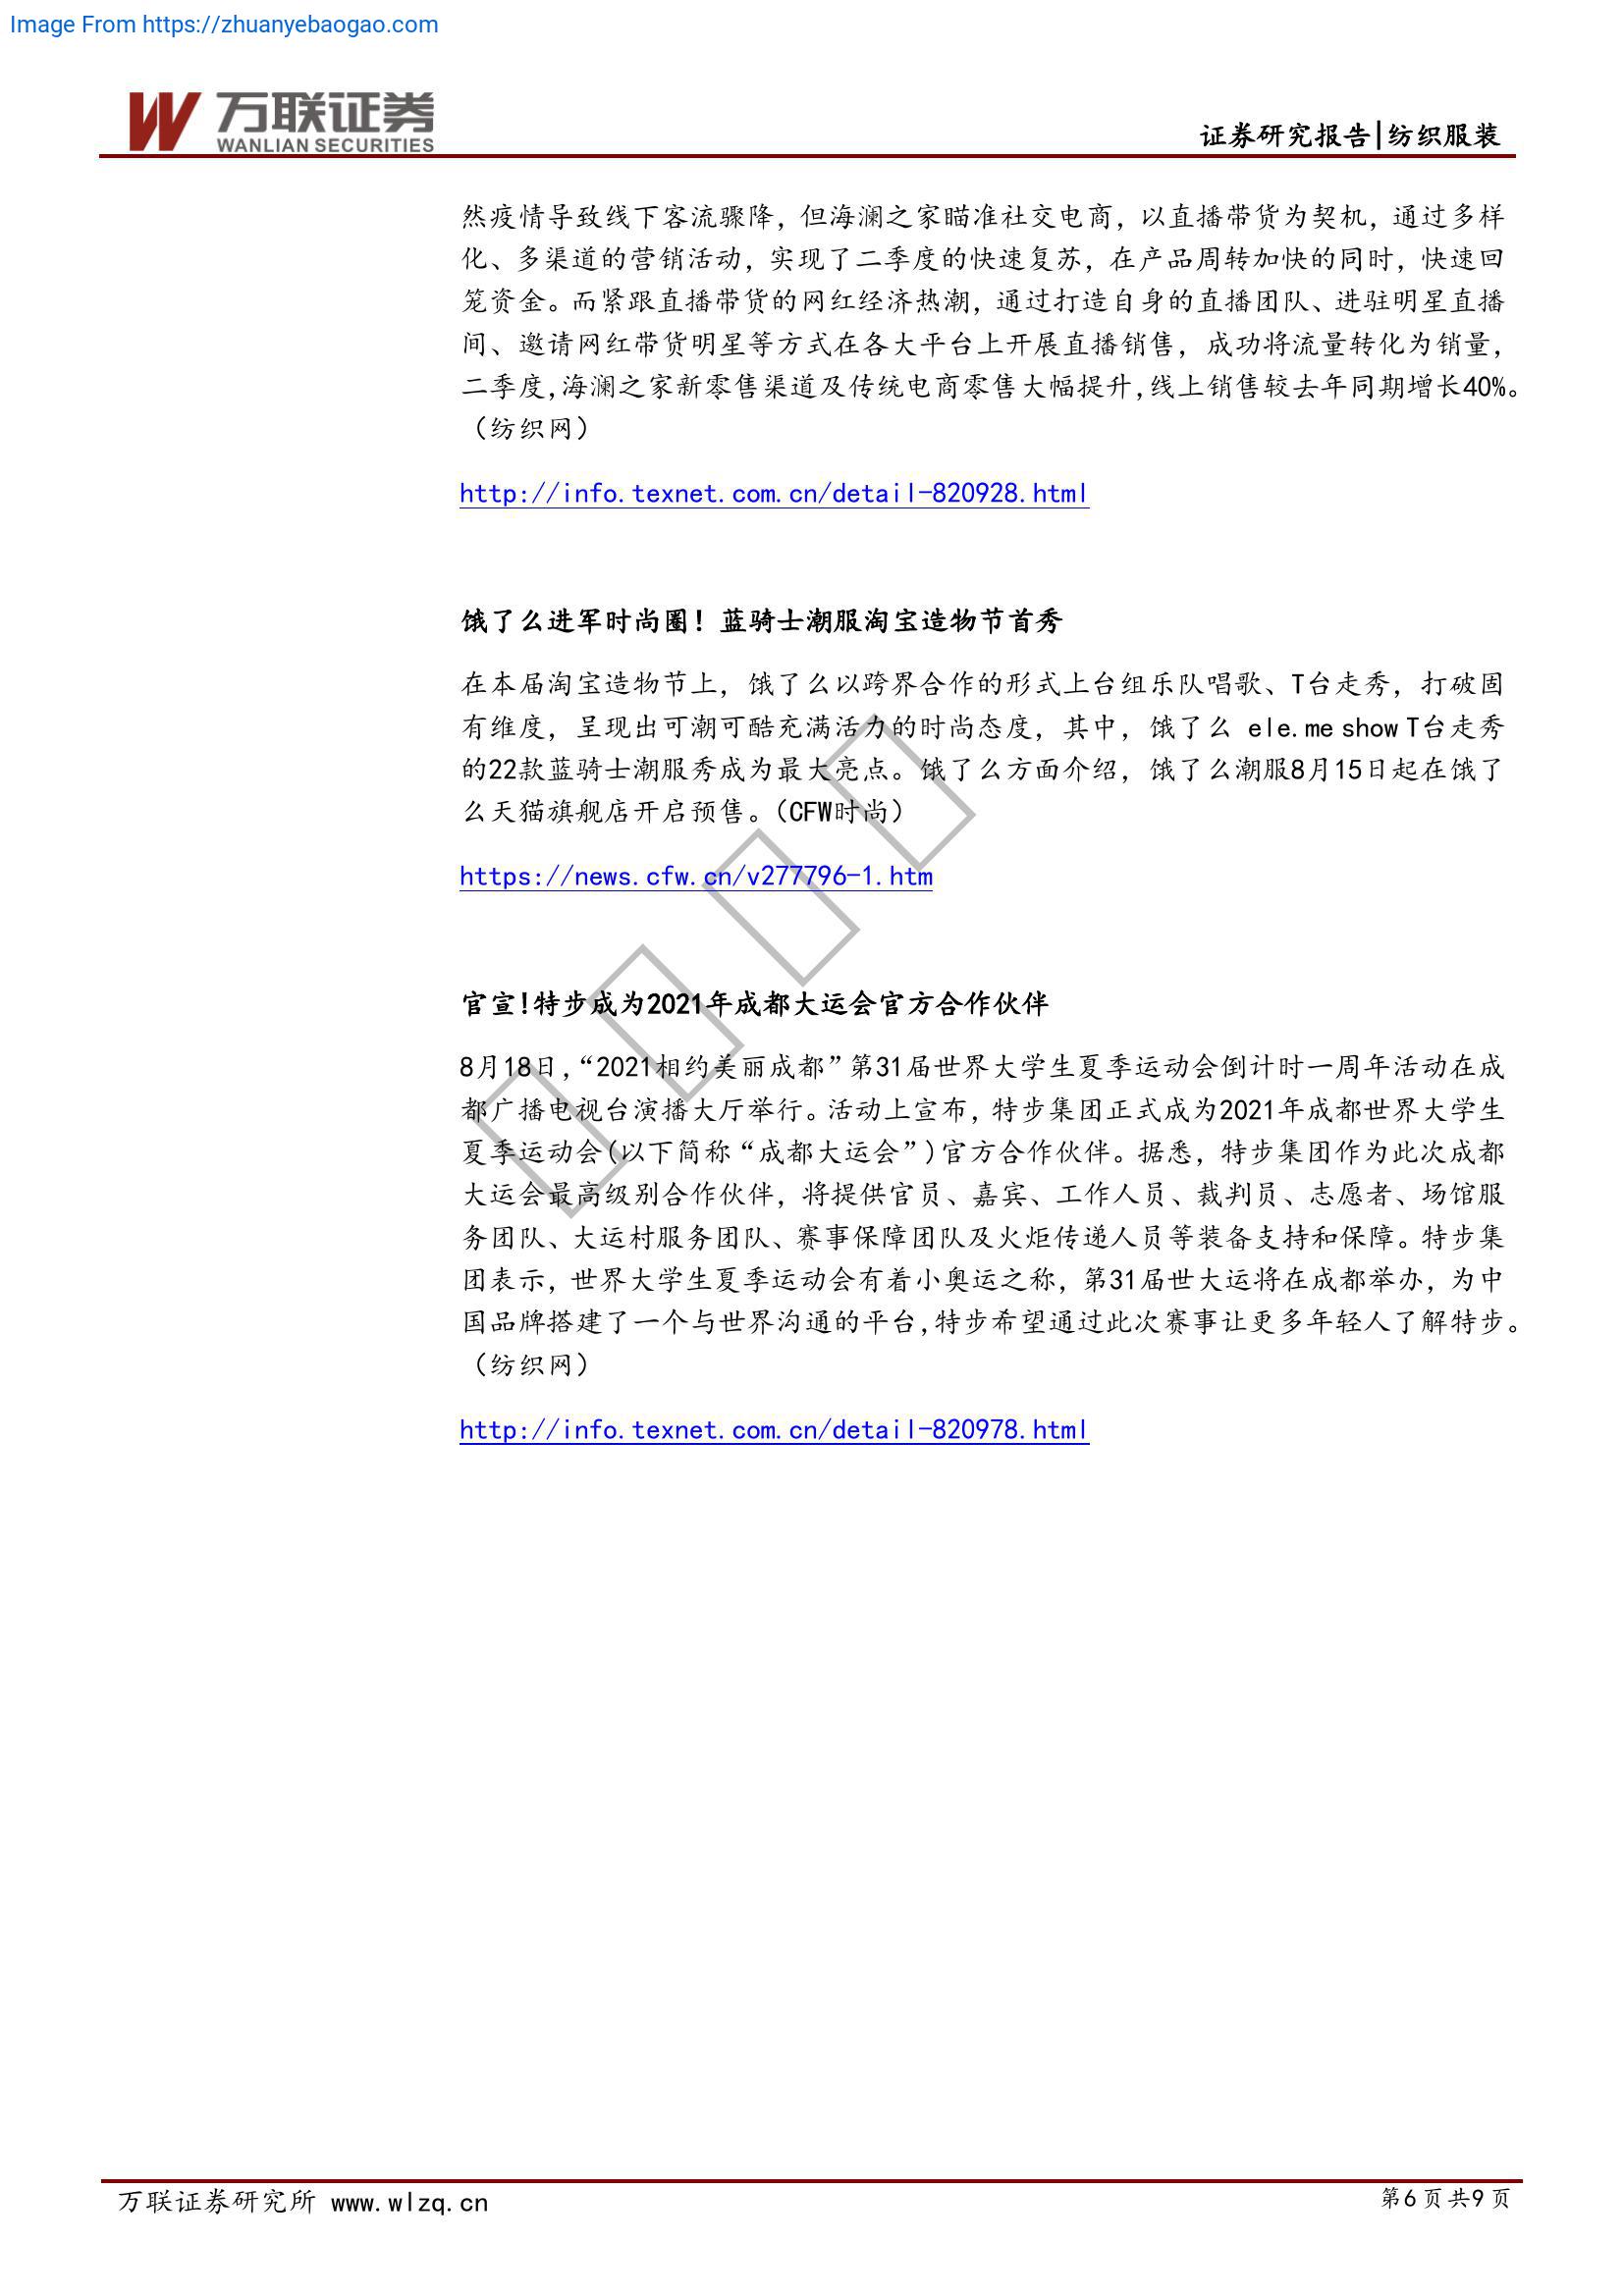 Image From https://zhuanyebaogao.com
万联证券
WANLIAN SECURITIES
证券研究报告|纺织服装
然疫情导致线下客流骤降，但海澜之家瞄准社交电商，以直播带货为契机，通过多样
化、多渠道的营销活动，实现了二季度的快速复苏，在产品周转加快的同时，快速回
笼资金。而紧跟直播带货的网红经济热潮，通过打造自身的直播团队、进驻明星直播
间、邀请网红带货明星等方式在各大平台上开展直播销售，成功将流量转化为销量，
二季度,海澜之家新零售渠道及传统电商零售大幅提升,线上销售较去年同期增长40%。
（纺织网）
http://info.texnet.com.cn/detail-820928.html
饿了么进军时尚圈！蓝骑士潮服淘宝造物节首秀
在本届淘宝造物节上，饿了么以跨界合作的形式上台组乐队唱歌、T台走秀，打破固
有维度，呈现出可潮可酷充满活力的时尚态度，其中，饿了么 ele.me show T台走秀
的22款蓝骑士潮服秀成为最大亮点。饿了么方面介绍，饿了么潮服8月15日起在饿了
么天猫旗舰店开启预售。（CFW时尚）
https://news.cfw.cn/v277796-1.htm
官宣!特步成为2021年成都大运会官方合作伙伴
8月18日，“2021相约美丽成都”第31届世界大学生夏季运动会倒计时一周年活动在成
都广播电视台演播大厅举行。活动上宣布，特步集团正式成为2021年成都世界大学生
夏季运动会(以下简称“成都大运会”)官方合作伙伴。据悉，特步集团作为此次成都
大运会最高级别合作伙伴，将提供官员、嘉宾、工作人员、裁判员、志愿者、场馆服
务团队、大运村服务团队、赛事保障团队及火炬传递人员等装备支持和保障。特步集
团表示，世界大学生夏季运动会有着小奥运之称，第31届世大运将在成都举办，为中
国品牌搭建了一个与世界沟通的平台,特步希望通过此次赛事让更多年轻人了解特步。
（纺织网）
http://info.texnet.com.cn/detail-820978.html
万联证券研究所 www.wlzq.cn
第6页共9页